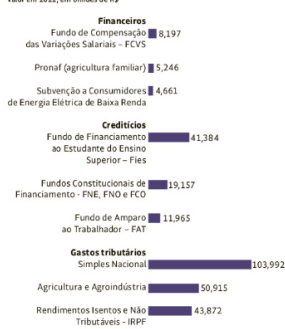 Valor em 2022, em bilhões de R$
Financeiros
Fundo de Compensação
das Variações Salariais – FCVS
8,197
Pronaf (agricultura familiar)
5,246
Subvenção a Consumidores
de Energia Elétrica de Baixa Renda
4,661
Creditícios
Fundo de Financiamento
ao Estudante do Ensino
Superior – Fies
41,384
Fundos Constitucionais de
Financiamento - FNE, FNO e FCO
19,157
Fundo de Amparo
ao Trabalhador – FAT
11,965
Gastos tributários
Simples Nacional
103,992
Agricultura e Agroindústria
50,915
Rendimentos Isentos e Não
Tributáveis - IRPF
43,872